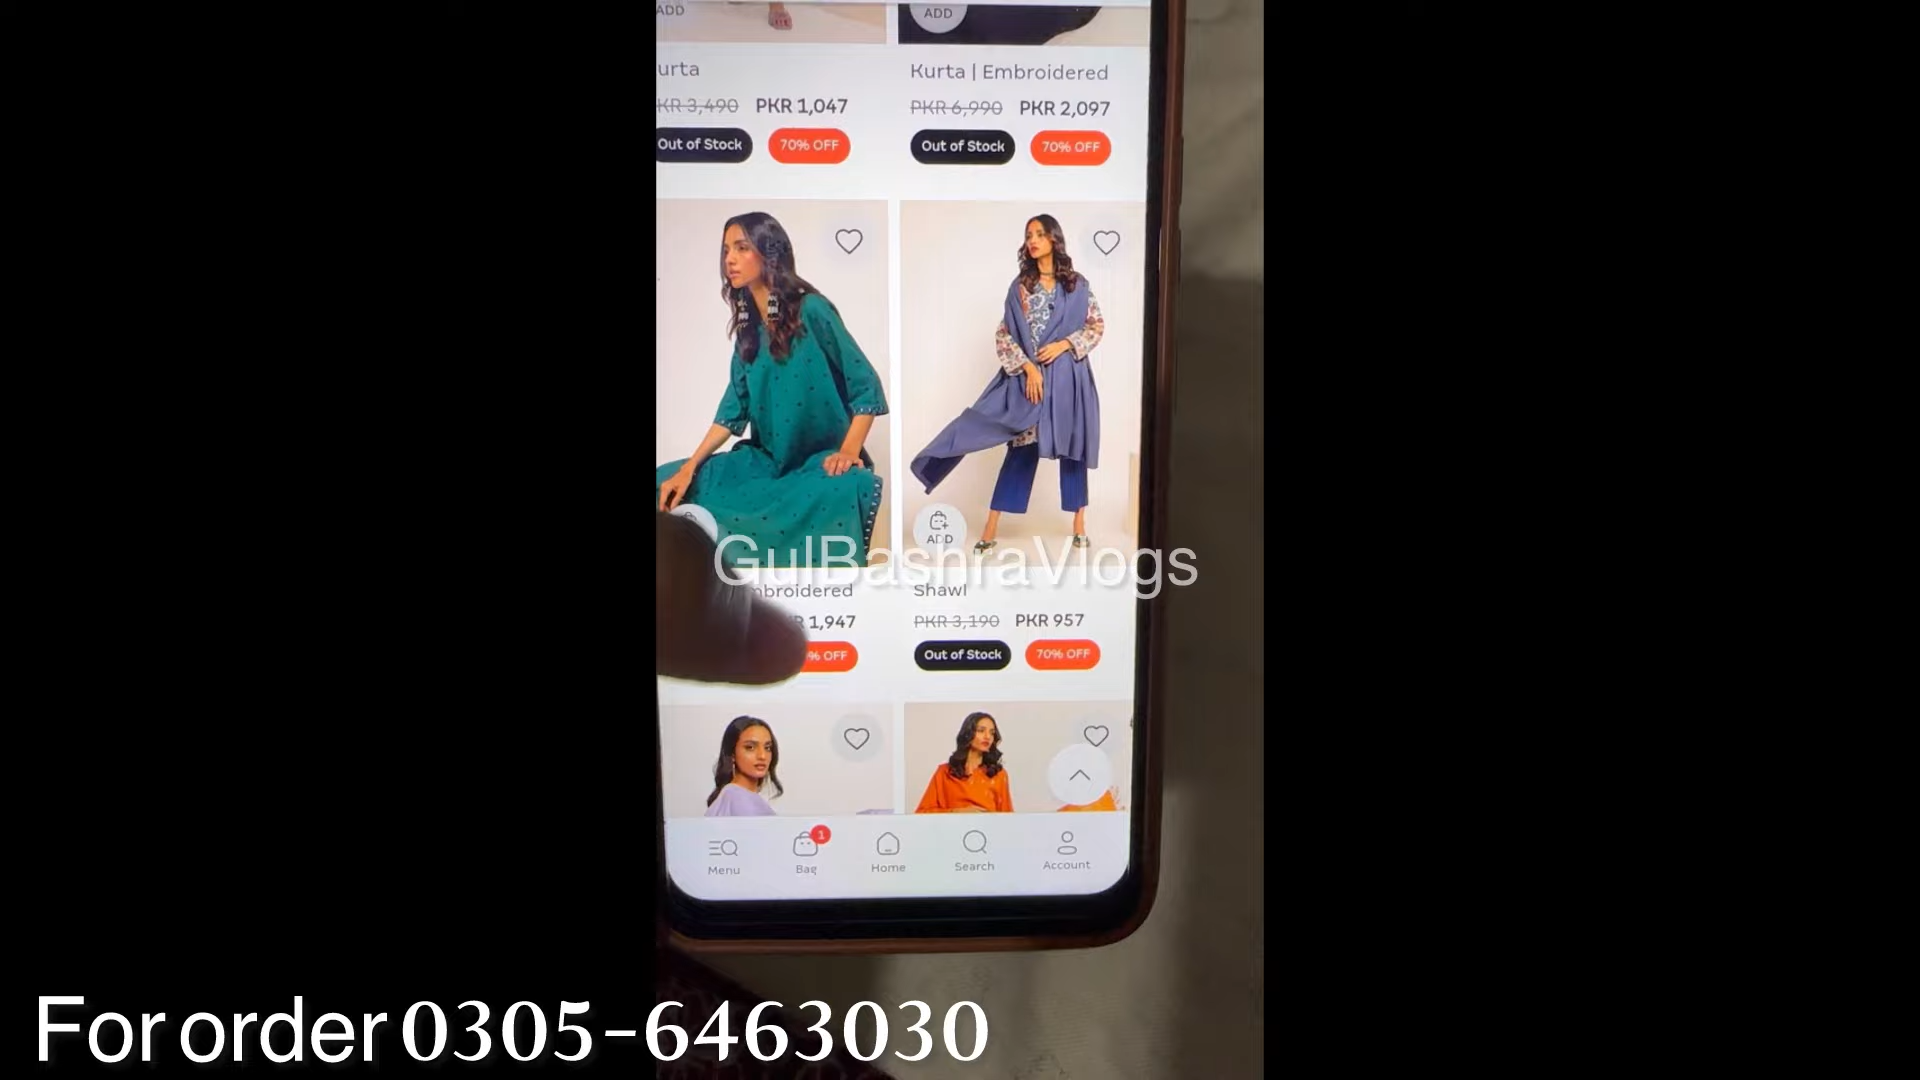 ADD
ADD
urta
Kurta | Embroidered
KR 3,490 PKR 1,047
PKR 6,990 PKR 2,097
Out of Stock 70% OFF
Out of Stock 70% OFF
ADD
GulBashraVlogs
mbroidered
Shawl
R 1,947
PKR 3,190 PKR 957
% OFF
Out of Stock 70% OFF
1
Menu
Bag
Home
Search
Account
For order 0305-6463030